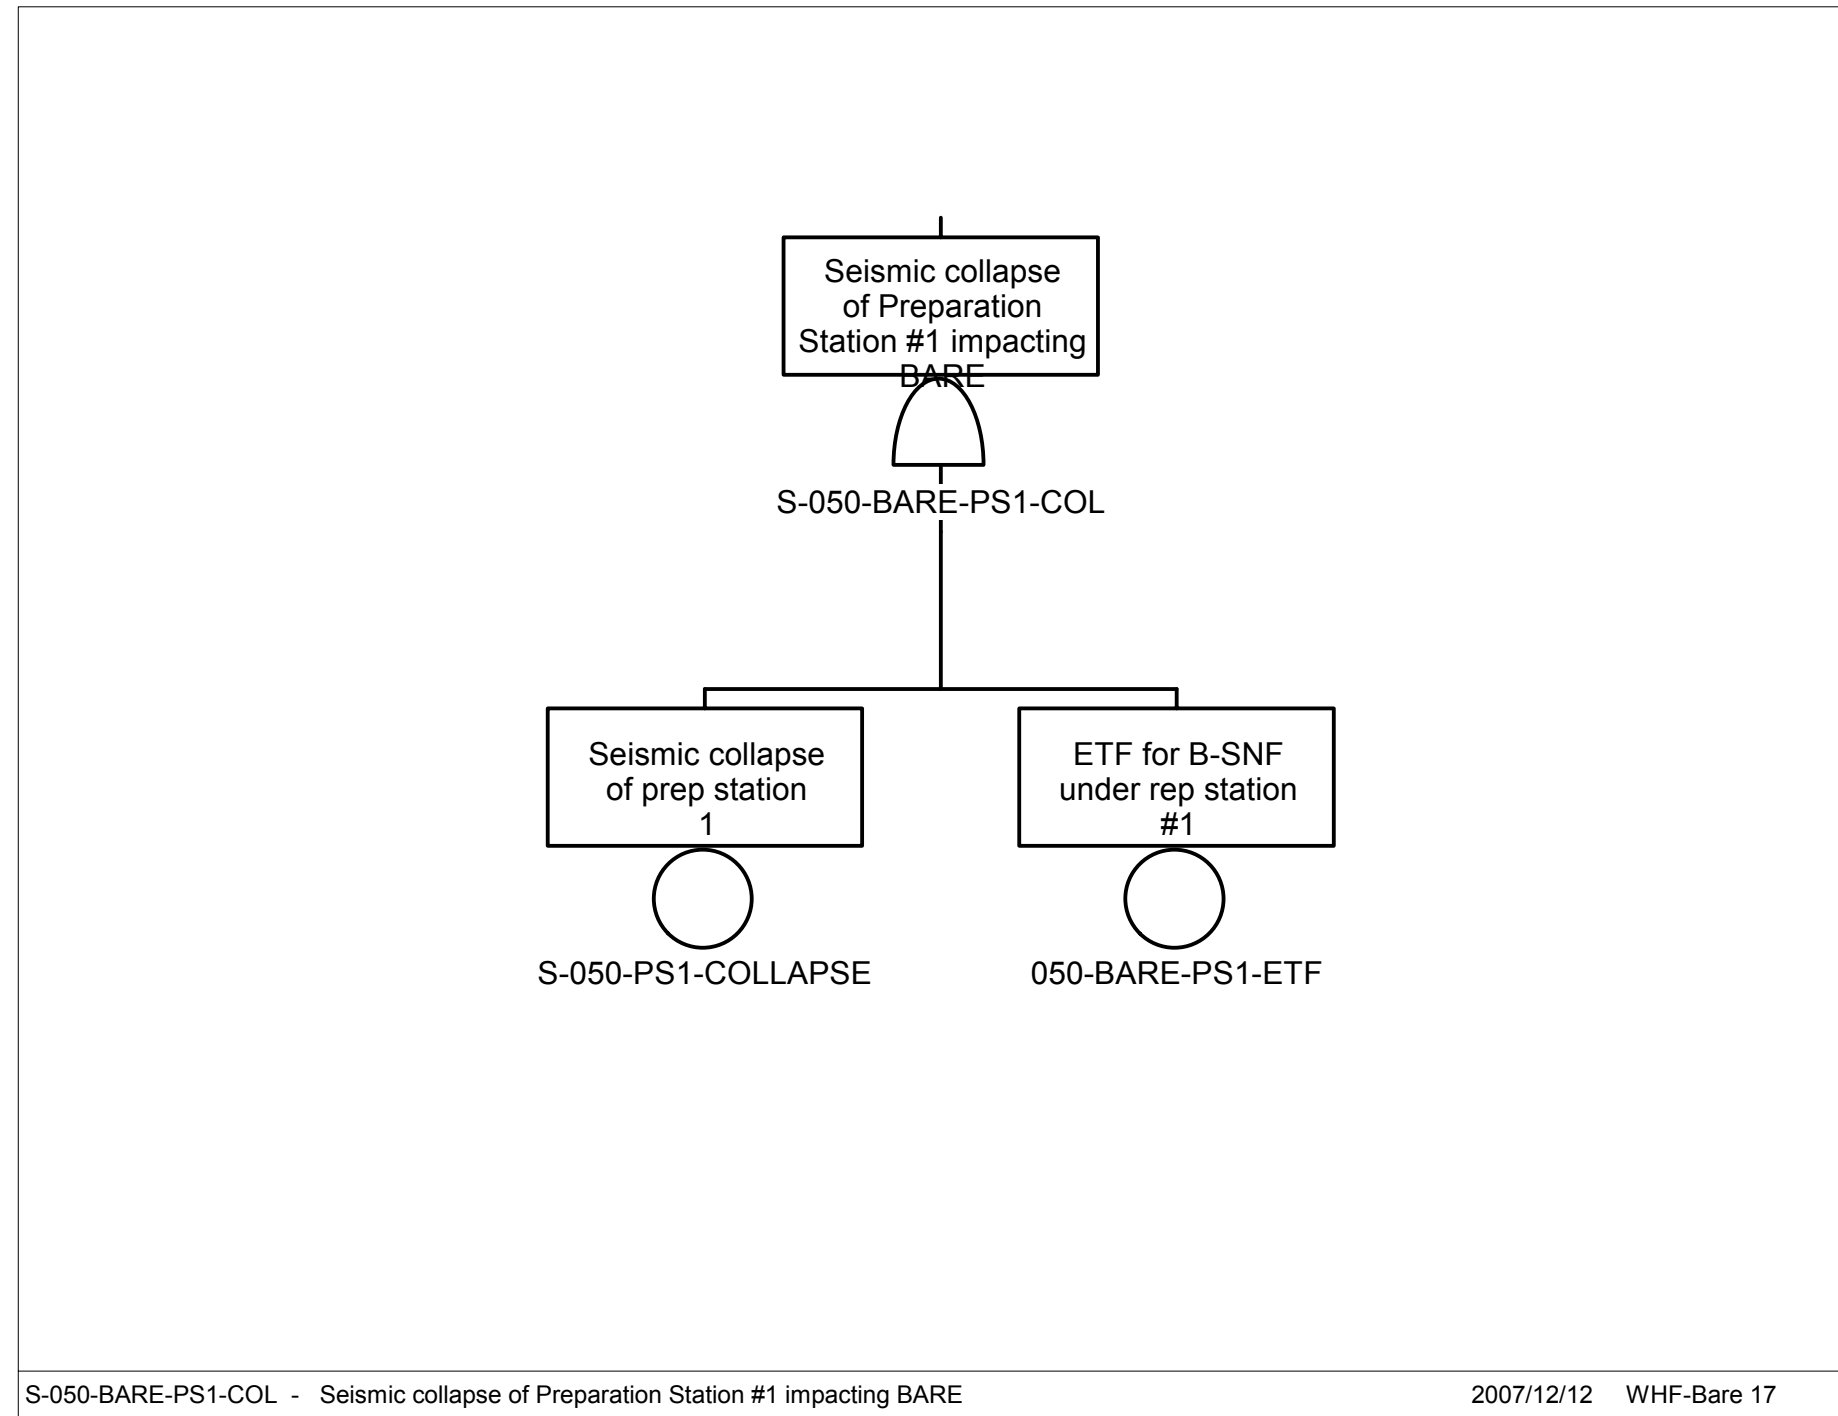 Seismic collapse
of Preparation
Station #1 impacting
BARE
S-050-BARE-PS1-COL
Seismic collapse
of prep station
1
S-050-PS1-COLLAPSE
ETF for B-SNF
under rep station
#1
050-BARE-PS1-ETF
S-050-BARE-PS1-COL - Seismic collapse of Preparation Station #1 impacting BARE 2007/12/12 WHF-Bare 17